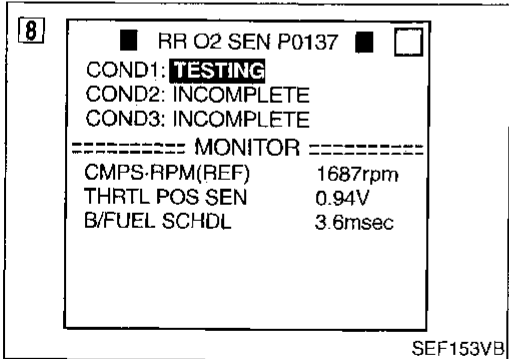 8
RR O2 SEN P0137
COND1: TESTING
COND2: INCOMPLETE
COND3: INCOMPLETE
========== MONITOR ==========
CMPS·RPM(REF) 1687rpm
THRTL POS SEN 0.94V
B/FUEL SCHDL 3.6msec
SEF153VB